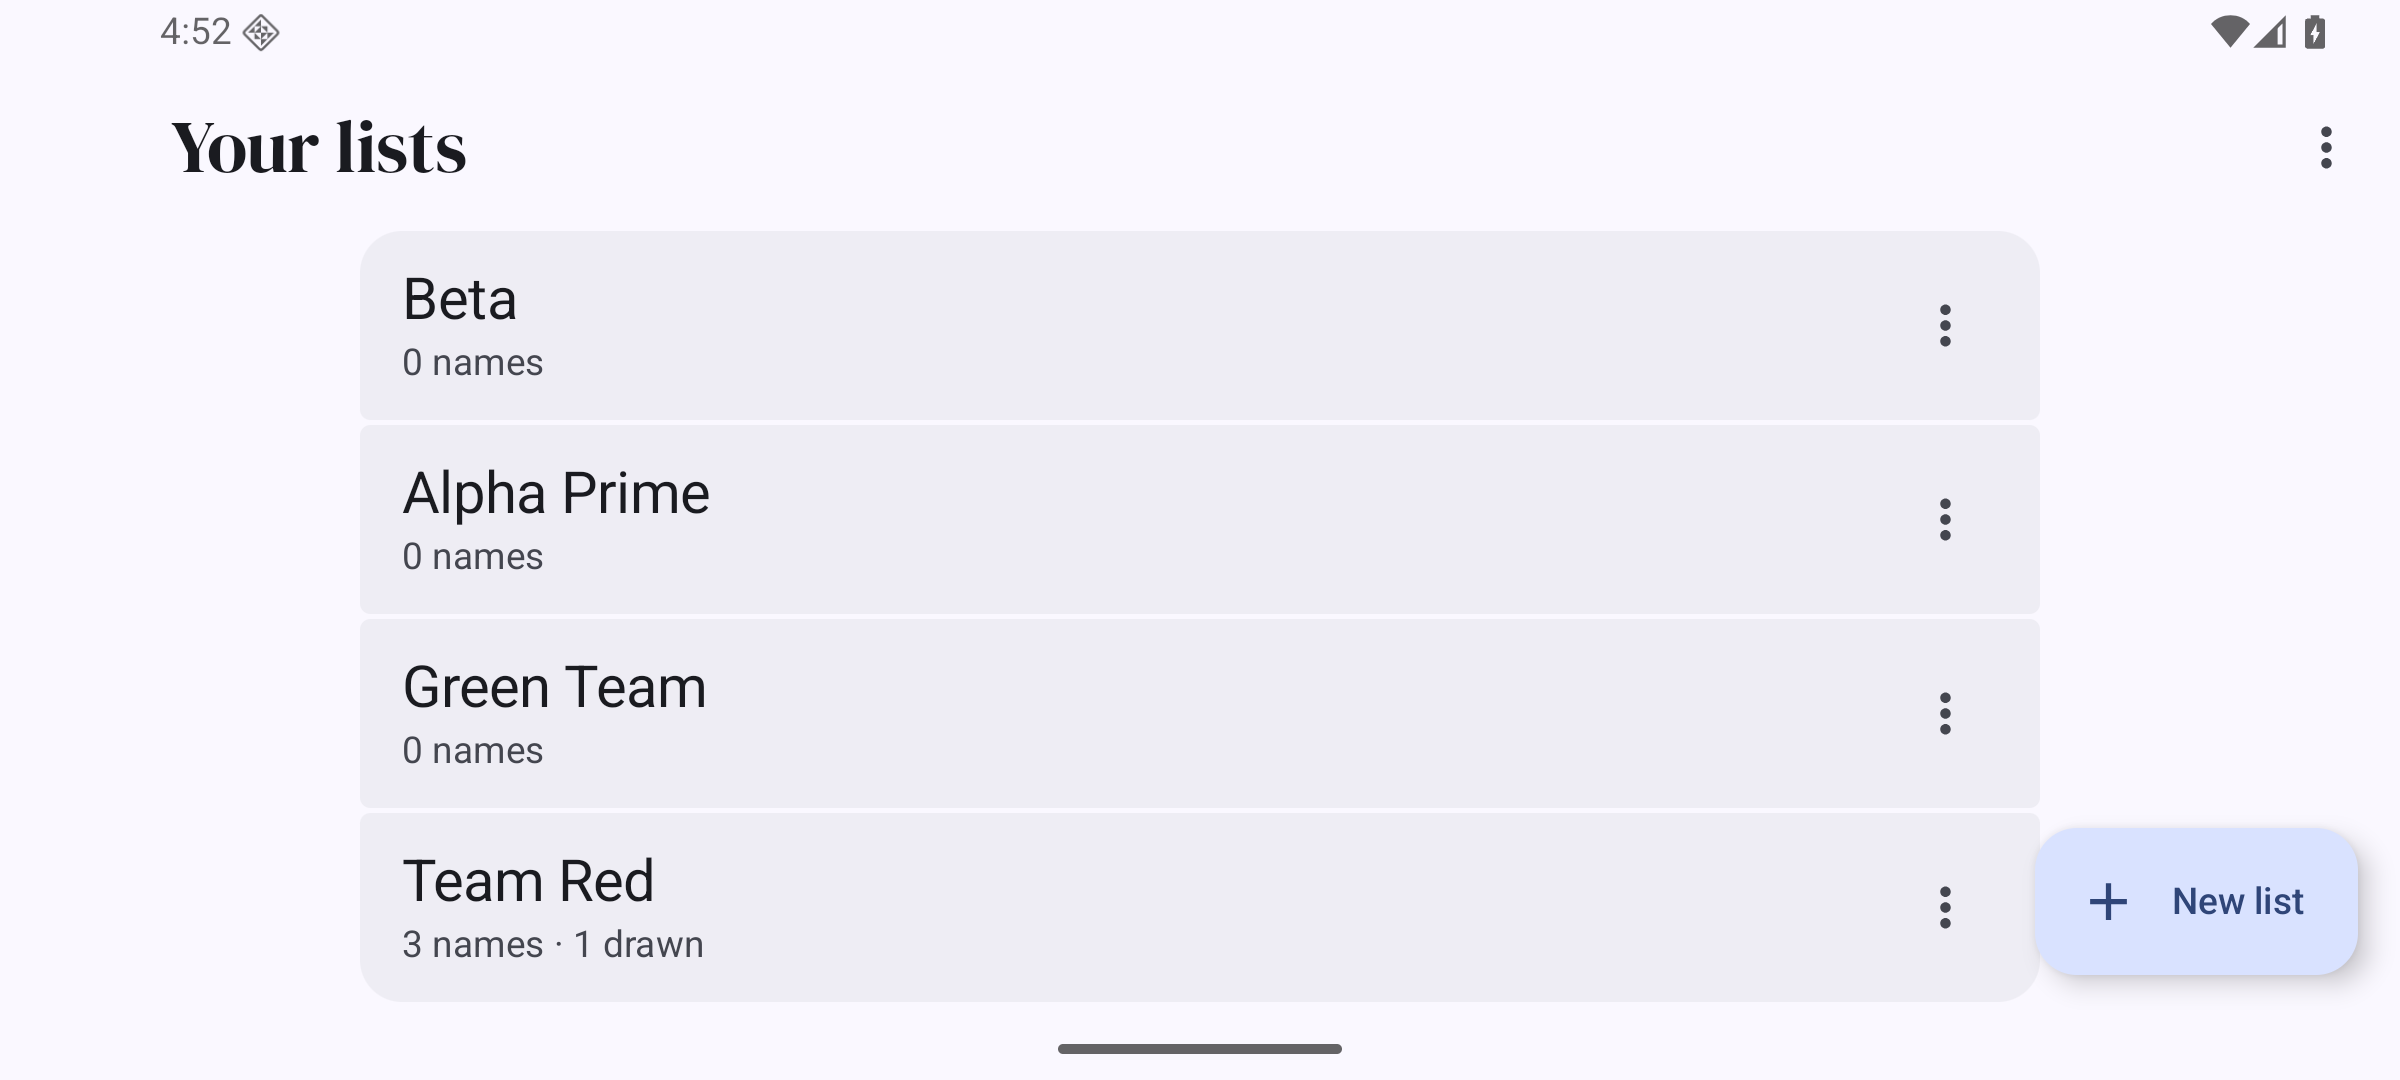 4:52
Your lists
Beta
0 names
Alpha Prime
0 names
Green Team
0 names
Team Red
3 names · 1 drawn
New list